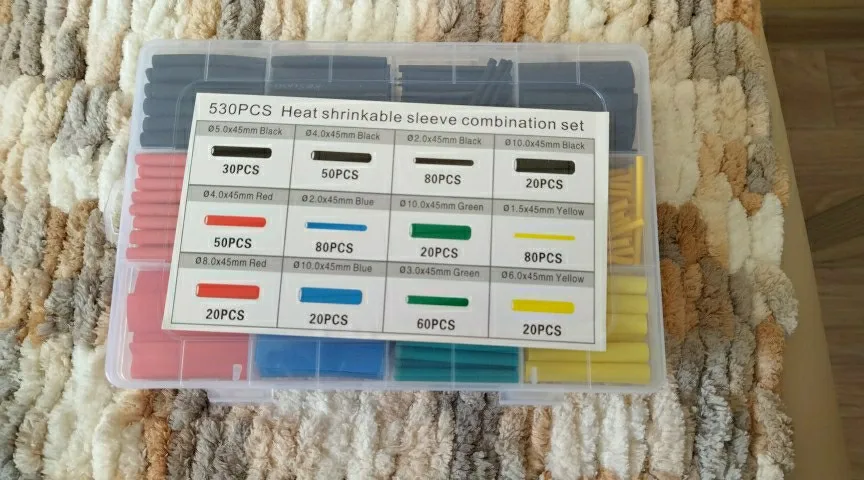 530PCS Heat shrinkable sleeve combination set
Ø5.0x45mm Black Ø4.0x45mm Black Ø2.0x45mm Black Ø10.0x45mm Black
30PCS 50PCS 80PCS 20PCS
Ø4.0x45mm Red Ø2.0x45mm Blue Ø10.0x45mm Green Ø1.5x45mm Yellow
50PCS 80PCS 20PCS 80PCS
Ø8.0x45mm Red Ø10.0x45mm Blue Ø3.0x45mm Green Ø6.0x45mm Yellow
20PCS 20PCS 60PCS 20PCS